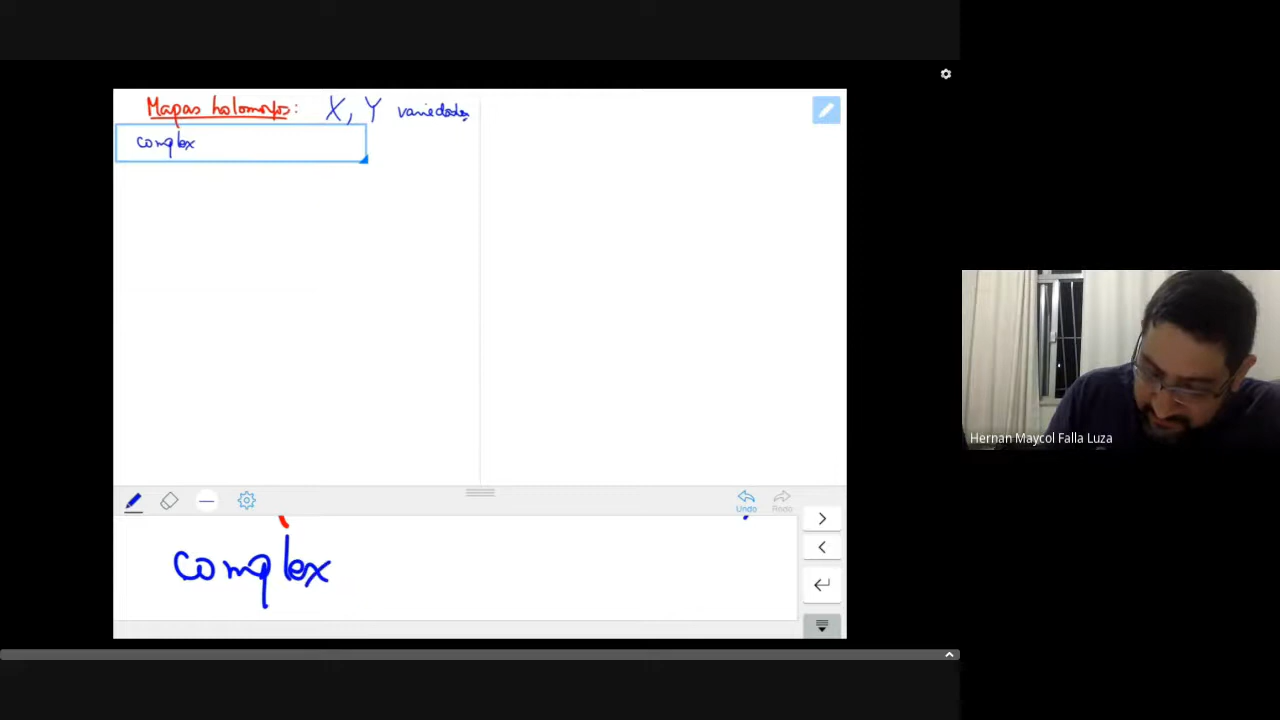 Mapas holomorfos: X, Y variedades
complex
Undo
Redo
complex
Hernan Maycol Falla Luza